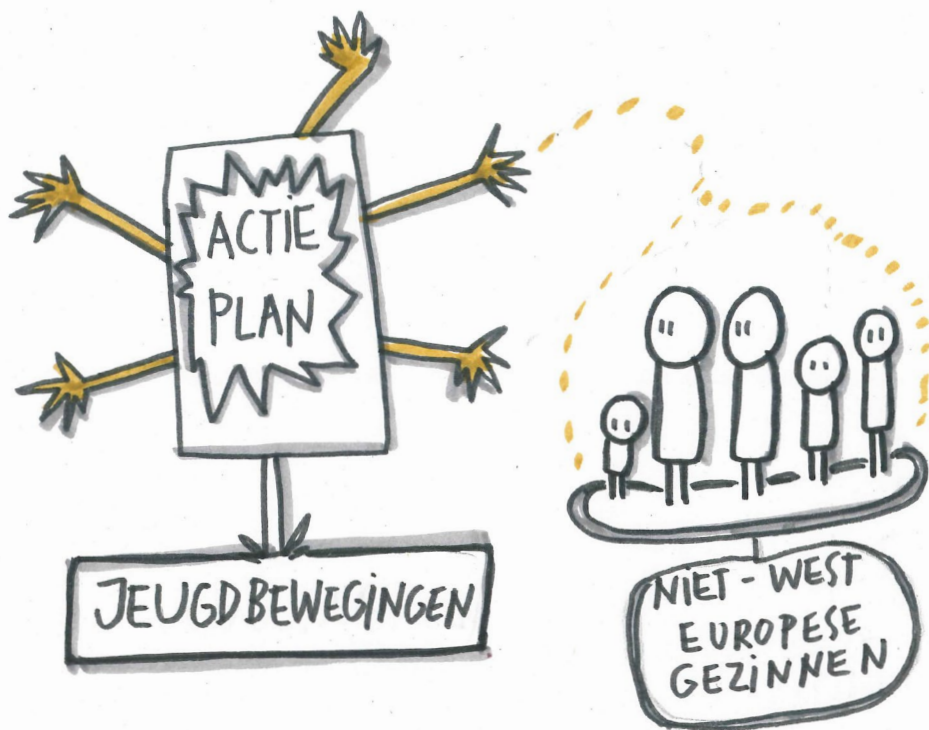 ACTIE
PLAN
JEUGDBEWEGINGEN
NIET-WEST
EUROPESE
GEZINNEN